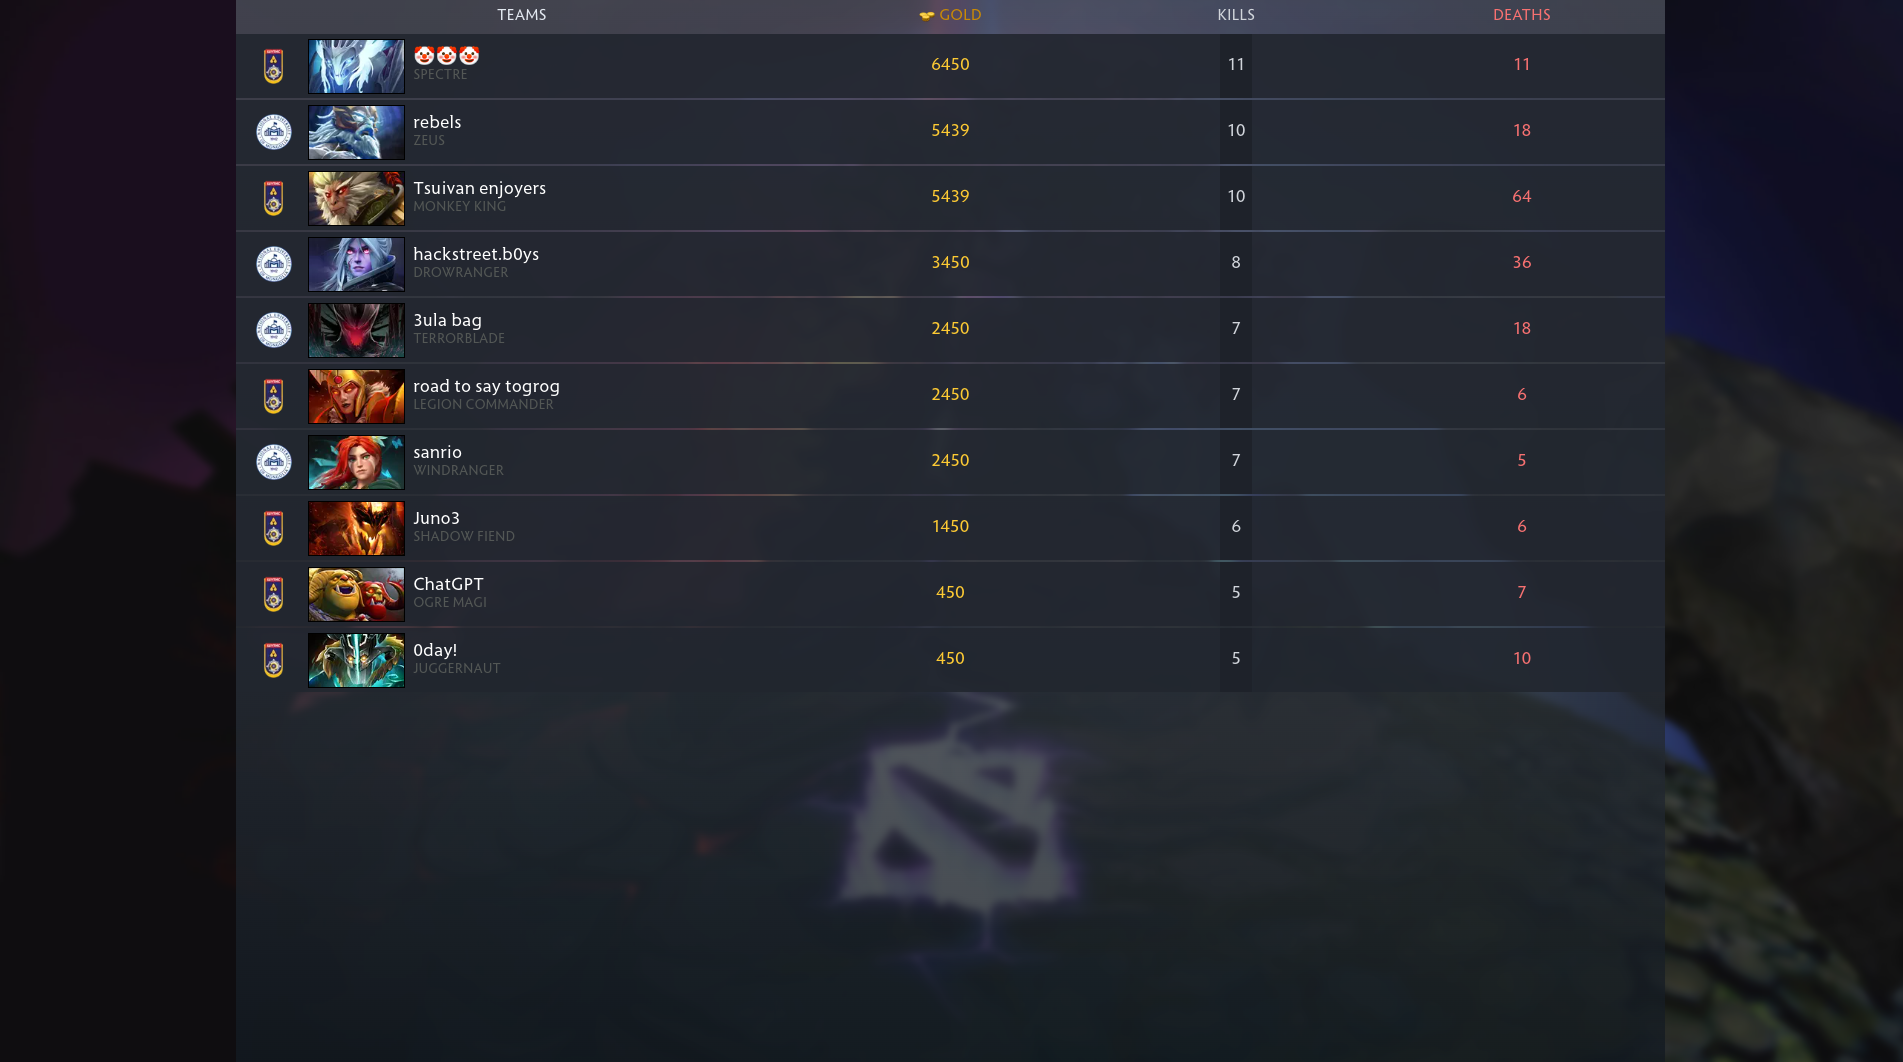 TEAMS GOLD KILLS DEATHS
🤡🤡🤡
SPECTRE
6450 11 11
rebels
ZEUS
5439 10 18
Tsuivan enjoyers
MONKEY KING
5439 10 64
hackstreet.b0ys
DROWRANGER
3450 8 36
3ula bag
TERRORBLADE
2450 7 18
road to say togrog
LEGION COMMANDER
2450 7 6
sanrio
WINDRANGER
2450 7 5
Juno3
SHADOW FIEND
1450 6 6
ChatGPT
OGRE MAGI
450 5 7
0day!
JUGGERNAUT
450 5 10